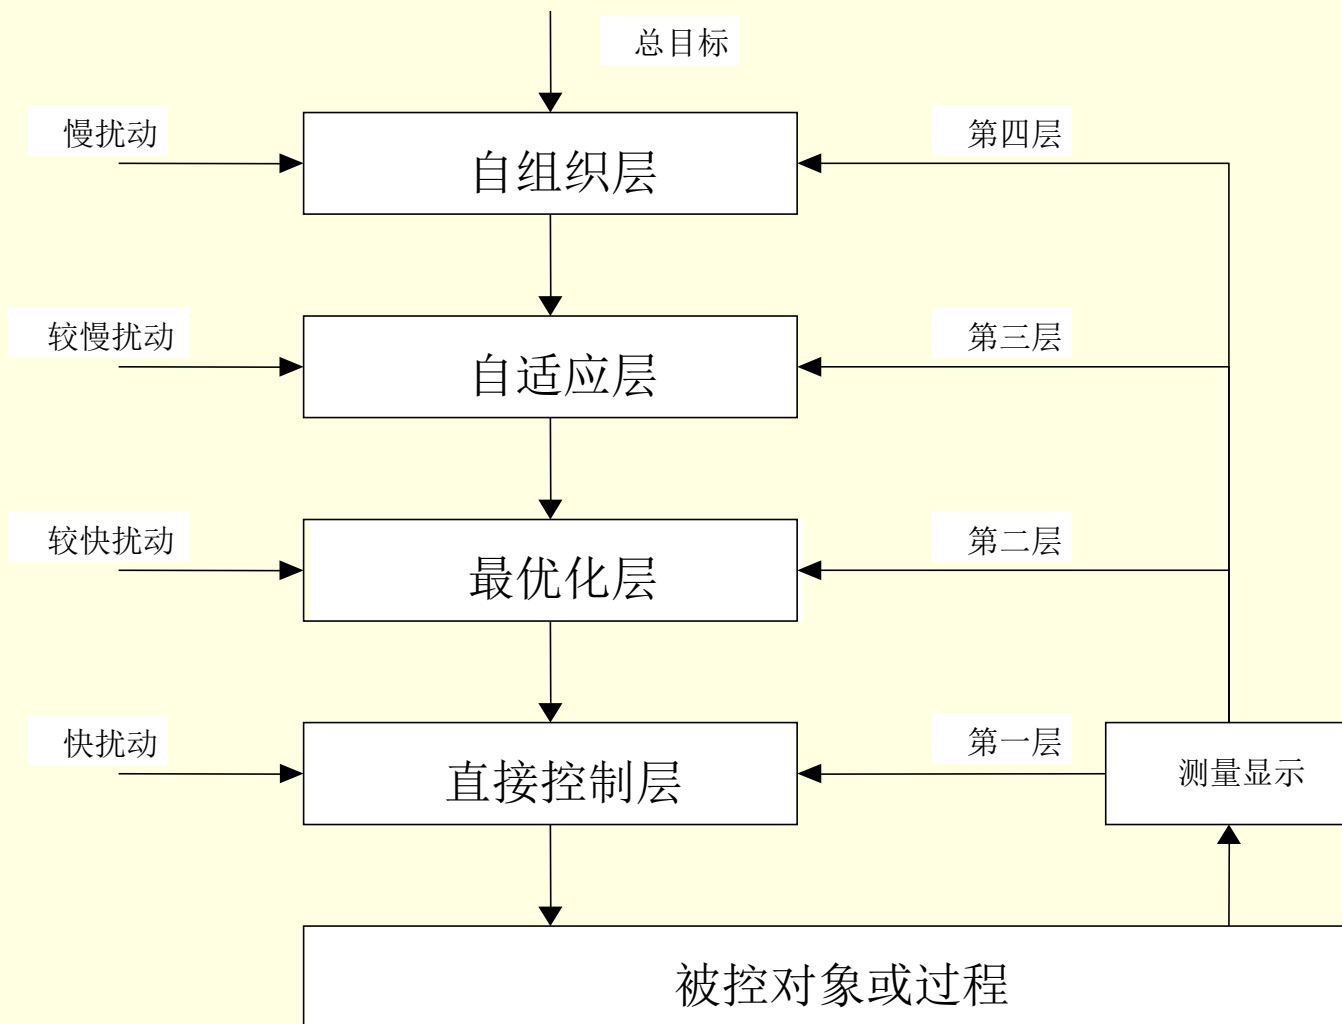 总目标
慢扰动
第四层
自组织层
较慢扰动
第三层
自适应层
较快扰动
第二层
最优化层
快扰动
第一层
直接控制层
测量显示
被控对象或过程